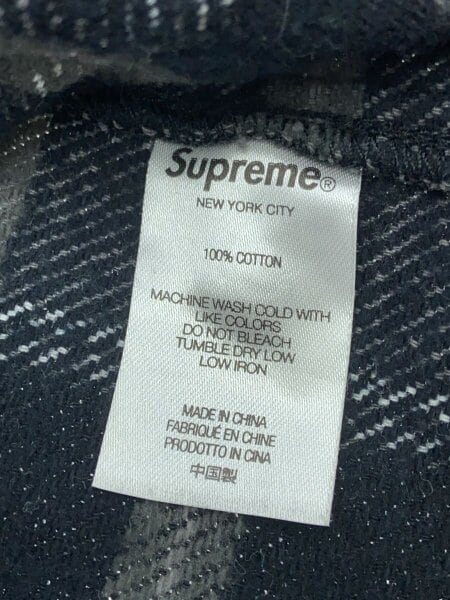 Supreme®
NEW YORK CITY
100% COTTON
MACHINE WASH COLD WITH
LIKE COLORS
DO NOT BLEACH
TUMBLE DRY LOW
LOW IRON
MADE IN CHINA
FABRIQUÉ EN CHINE
PRODOTTO IN CINA
中国製